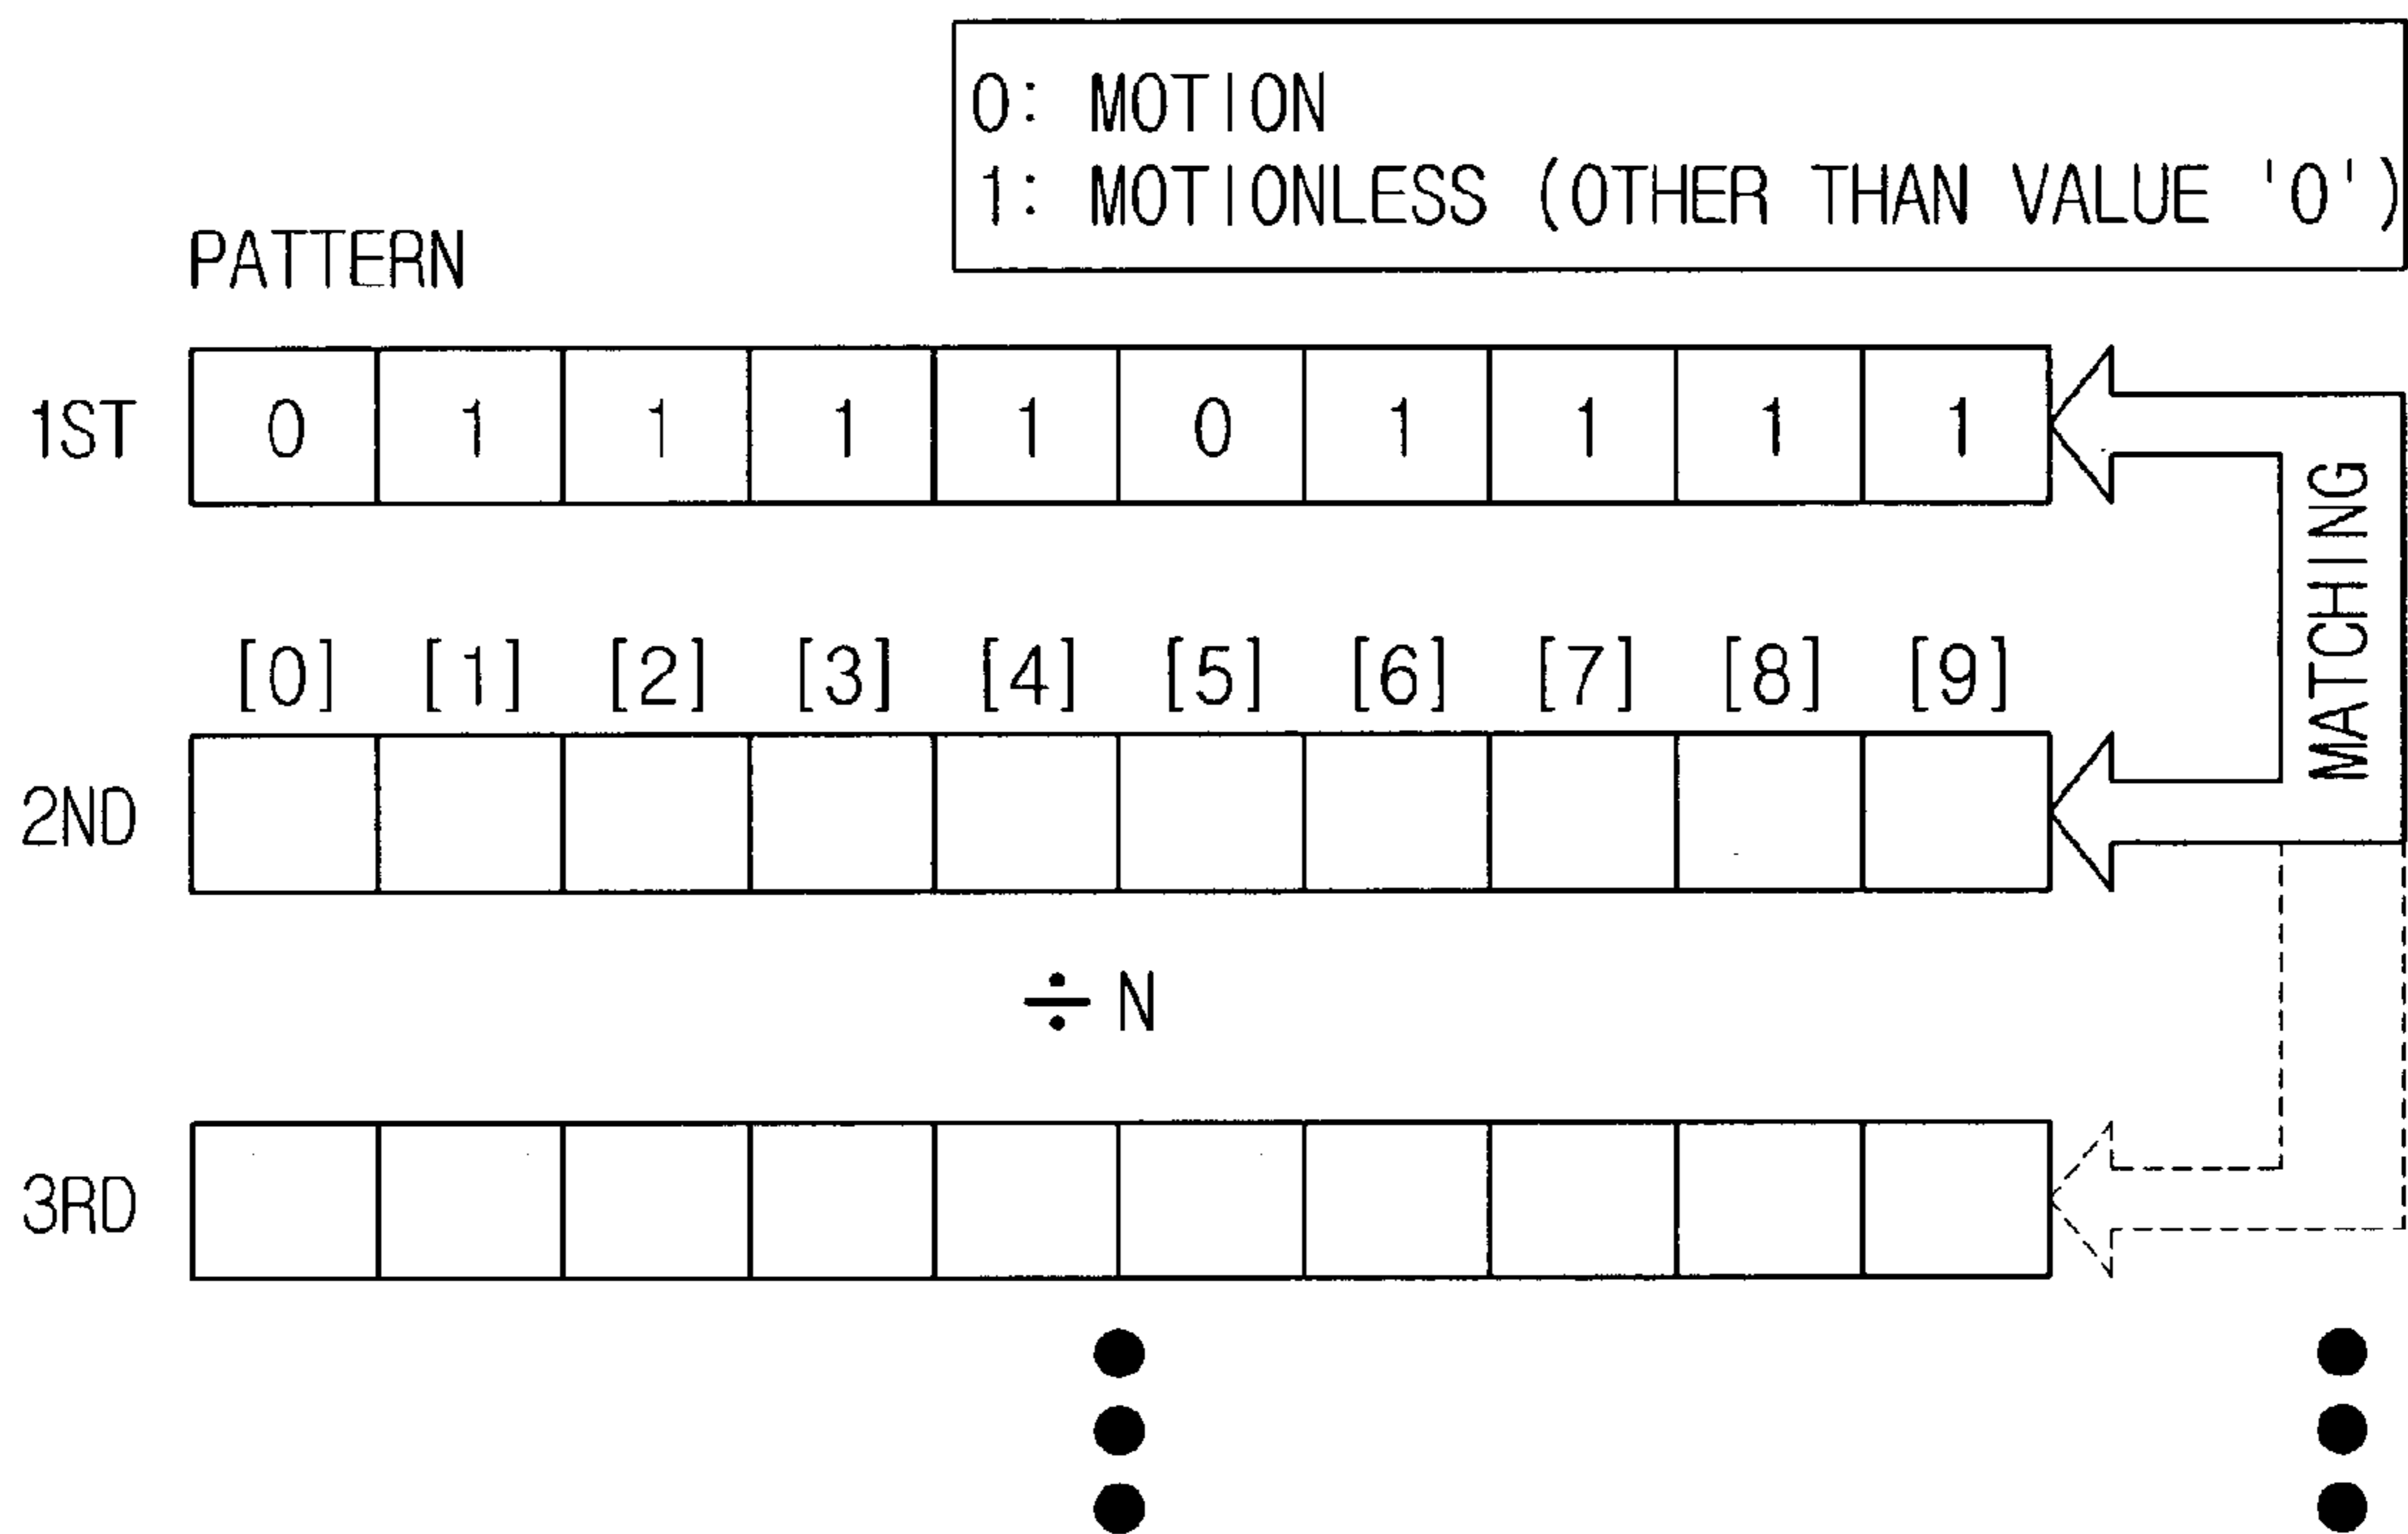 0: MOTION
1: MOTIONLESS (OTHER THAN VALUE '0')
PATTERN
1ST 0 1 1 1 1 0 1 1 1 1
MATCHING
[0] [1] [2] [3] [4] [5] [6] [7] [8] [9]
2ND
÷ N
3RD